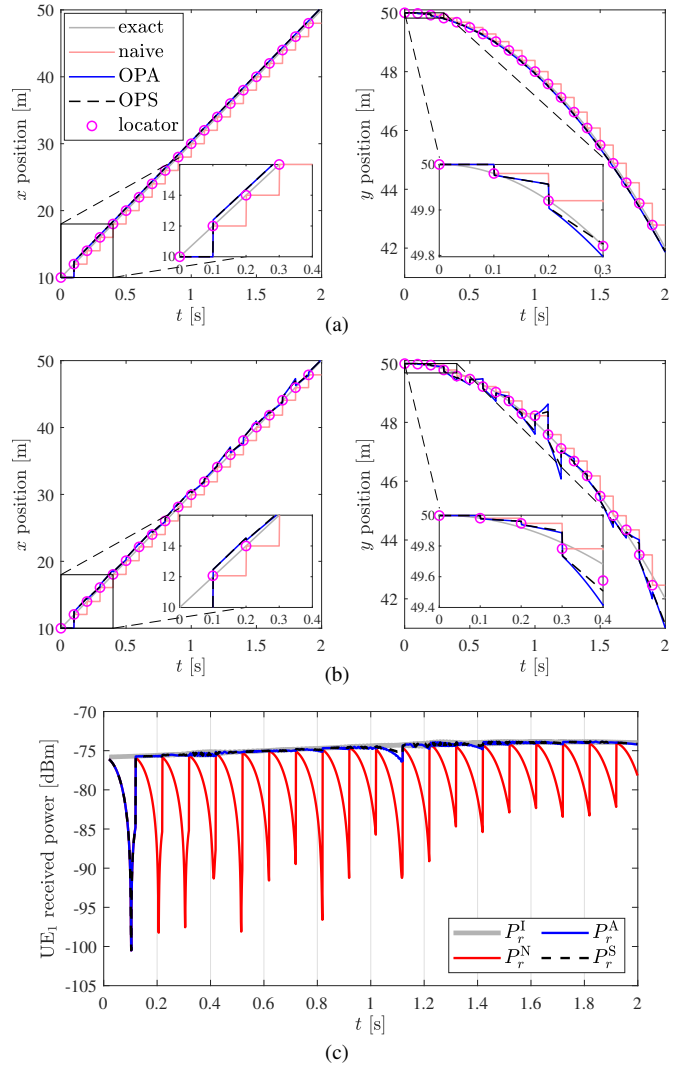 exact
naive
OPA
OPS
locator
x position [m]
50
40
30
20
10
16
14
12
10
0 0.1 0.2 0.3 0.4
0 0.5 1 1.5 2
t [s]
y position [m]
50
48
46
44
42
50
49.9
49.8
0 0.1 0.2 0.3
0 0.5 1 1.5 2
t [s]
(a)
x position [m]
50
40
30
20
10
14
12
10
0 0.1 0.2 0.3 0.4
0 0.5 1 1.5 2
t [s]
y position [m]
50
48
46
44
42
50
49.8
49.6
49.4
0 0.1 0.2 0.3 0.4
0 0.5 1 1.5 2
t [s]
(b)
UE₁ received power [dBm]
-70
-75
-80
-85
-90
-95
-100
-105
P_r^I P_r^A
P_r^N P_r^S
0 0.2 0.4 0.6 0.8 1 1.2 1.4 1.6 1.8 2
t [s]
(c)